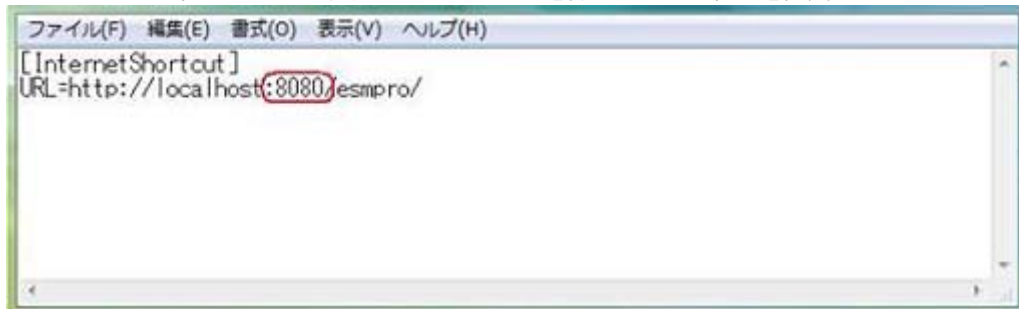 ファイル(F) 編集(E) 書式(O) 表示(V) ヘルプ(H)
[InternetShortcut]
URL=http://localhost:8080/esmpro/